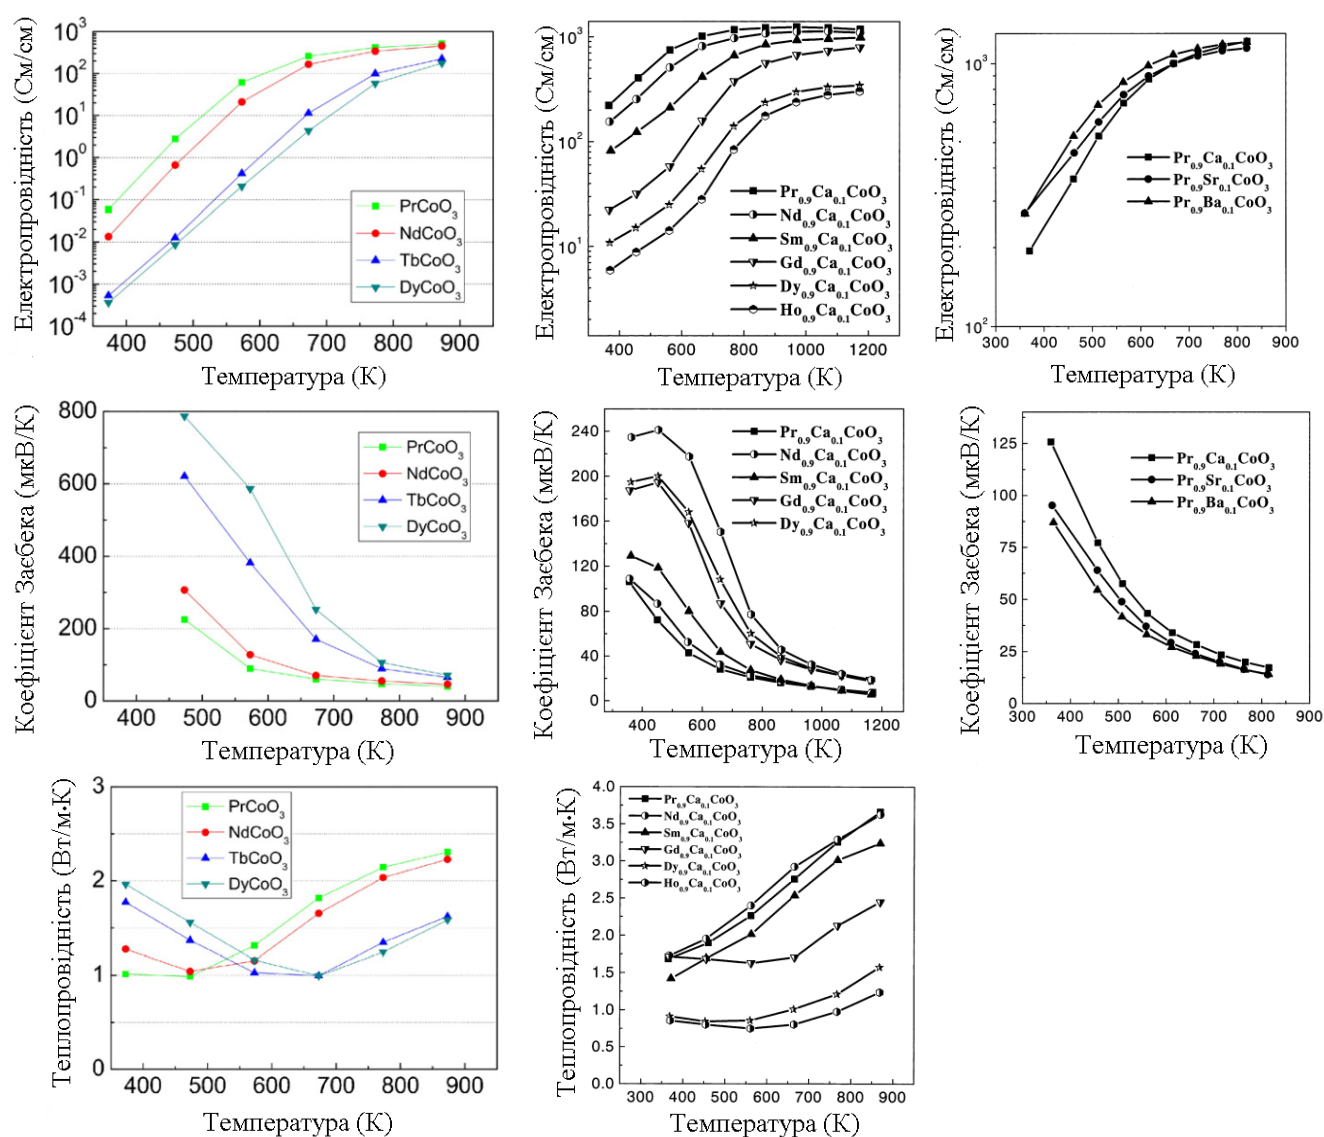 Електропровідність (См/см)
10³
10²
10¹
10⁰
10⁻¹
10⁻²
10⁻³
10⁻⁴
PrCoO₃
NdCoO₃
TbCoO₃
DyCoO₃
400 500 600 700 800 900
Температура (К)
Електропровідність (См/см)
10³
10²
10¹
Pr₀.₉Ca₀.₁CoO₃
Nd₀.₉Ca₀.₁CoO₃
Sm₀.₉Ca₀.₁CoO₃
Gd₀.₉Ca₀.₁CoO₃
Dy₀.₉Ca₀.₁CoO₃
Ho₀.₉Ca₀.₁CoO₃
400 600 800 1000 1200
Температура (К)
Електропровідність (См/см)
10³
10²
Pr₀.₉Ca₀.₁CoO₃
Pr₀.₉Sr₀.₁CoO₃
Pr₀.₉Ba₀.₁CoO₃
300 400 500 600 700 800 900
Температура (К)
Коефіцієнт Заєбека (мкВ/К)
800
600
400
200
0
PrCoO₃
NdCoO₃
TbCoO₃
DyCoO₃
400 500 600 700 800 900
Температура (К)
Коефіцієнт Заєбека (мкВ/К)
240
200
160
120
80
40
0
Pr₀.₉Ca₀.₁CoO₃
Nd₀.₉Ca₀.₁CoO₃
Sm₀.₉Ca₀.₁CoO₃
Gd₀.₉Ca₀.₁CoO₃
Dy₀.₉Ca₀.₁CoO₃
400 600 800 1000 1200
Температура (К)
Коефіцієнт Заєбека (мкВ/К)
125
100
75
50
25
0
Pr₀.₉Ca₀.₁CoO₃
Pr₀.₉Sr₀.₁CoO₃
Pr₀.₉Ba₀.₁CoO₃
300 400 500 600 700 800 900
Температура (К)
Теплопровідність (Вт/м·К)
3
2
1
0
PrCoO₃
NdCoO₃
TbCoO₃
DyCoO₃
400 500 600 700 800 900
Температура (К)
Теплопровідність (Вт/м·К)
4.0
3.5
3.0
2.5
2.0
1.5
1.0
0.5
0.0
Pr₀.₉Ca₀.₁CoO₃
Nd₀.₉Ca₀.₁CoO₃
Sm₀.₉Ca₀.₁CoO₃
Gd₀.₉Ca₀.₁CoO₃
Dy₀.₉Ca₀.₁CoO₃
Ho₀.₉Ca₀.₁CoO₃
300 400 500 600 700 800 900
Температура (К)